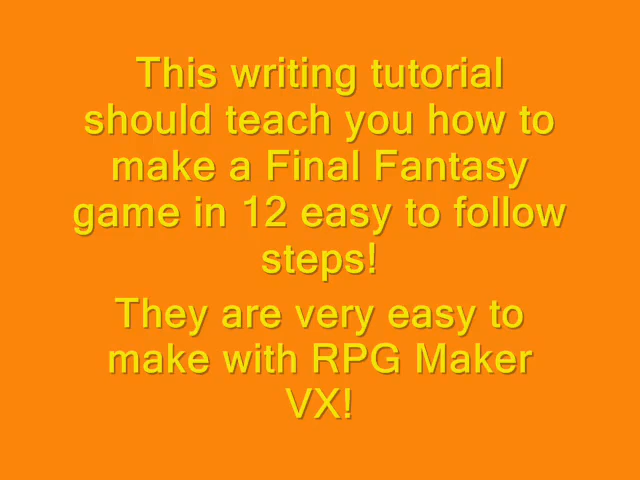 This writing tutorial
should teach you how to
make a Final Fantasy
game in 12 easy to follow
steps!
They are very easy to
make with RPG Maker
VX!